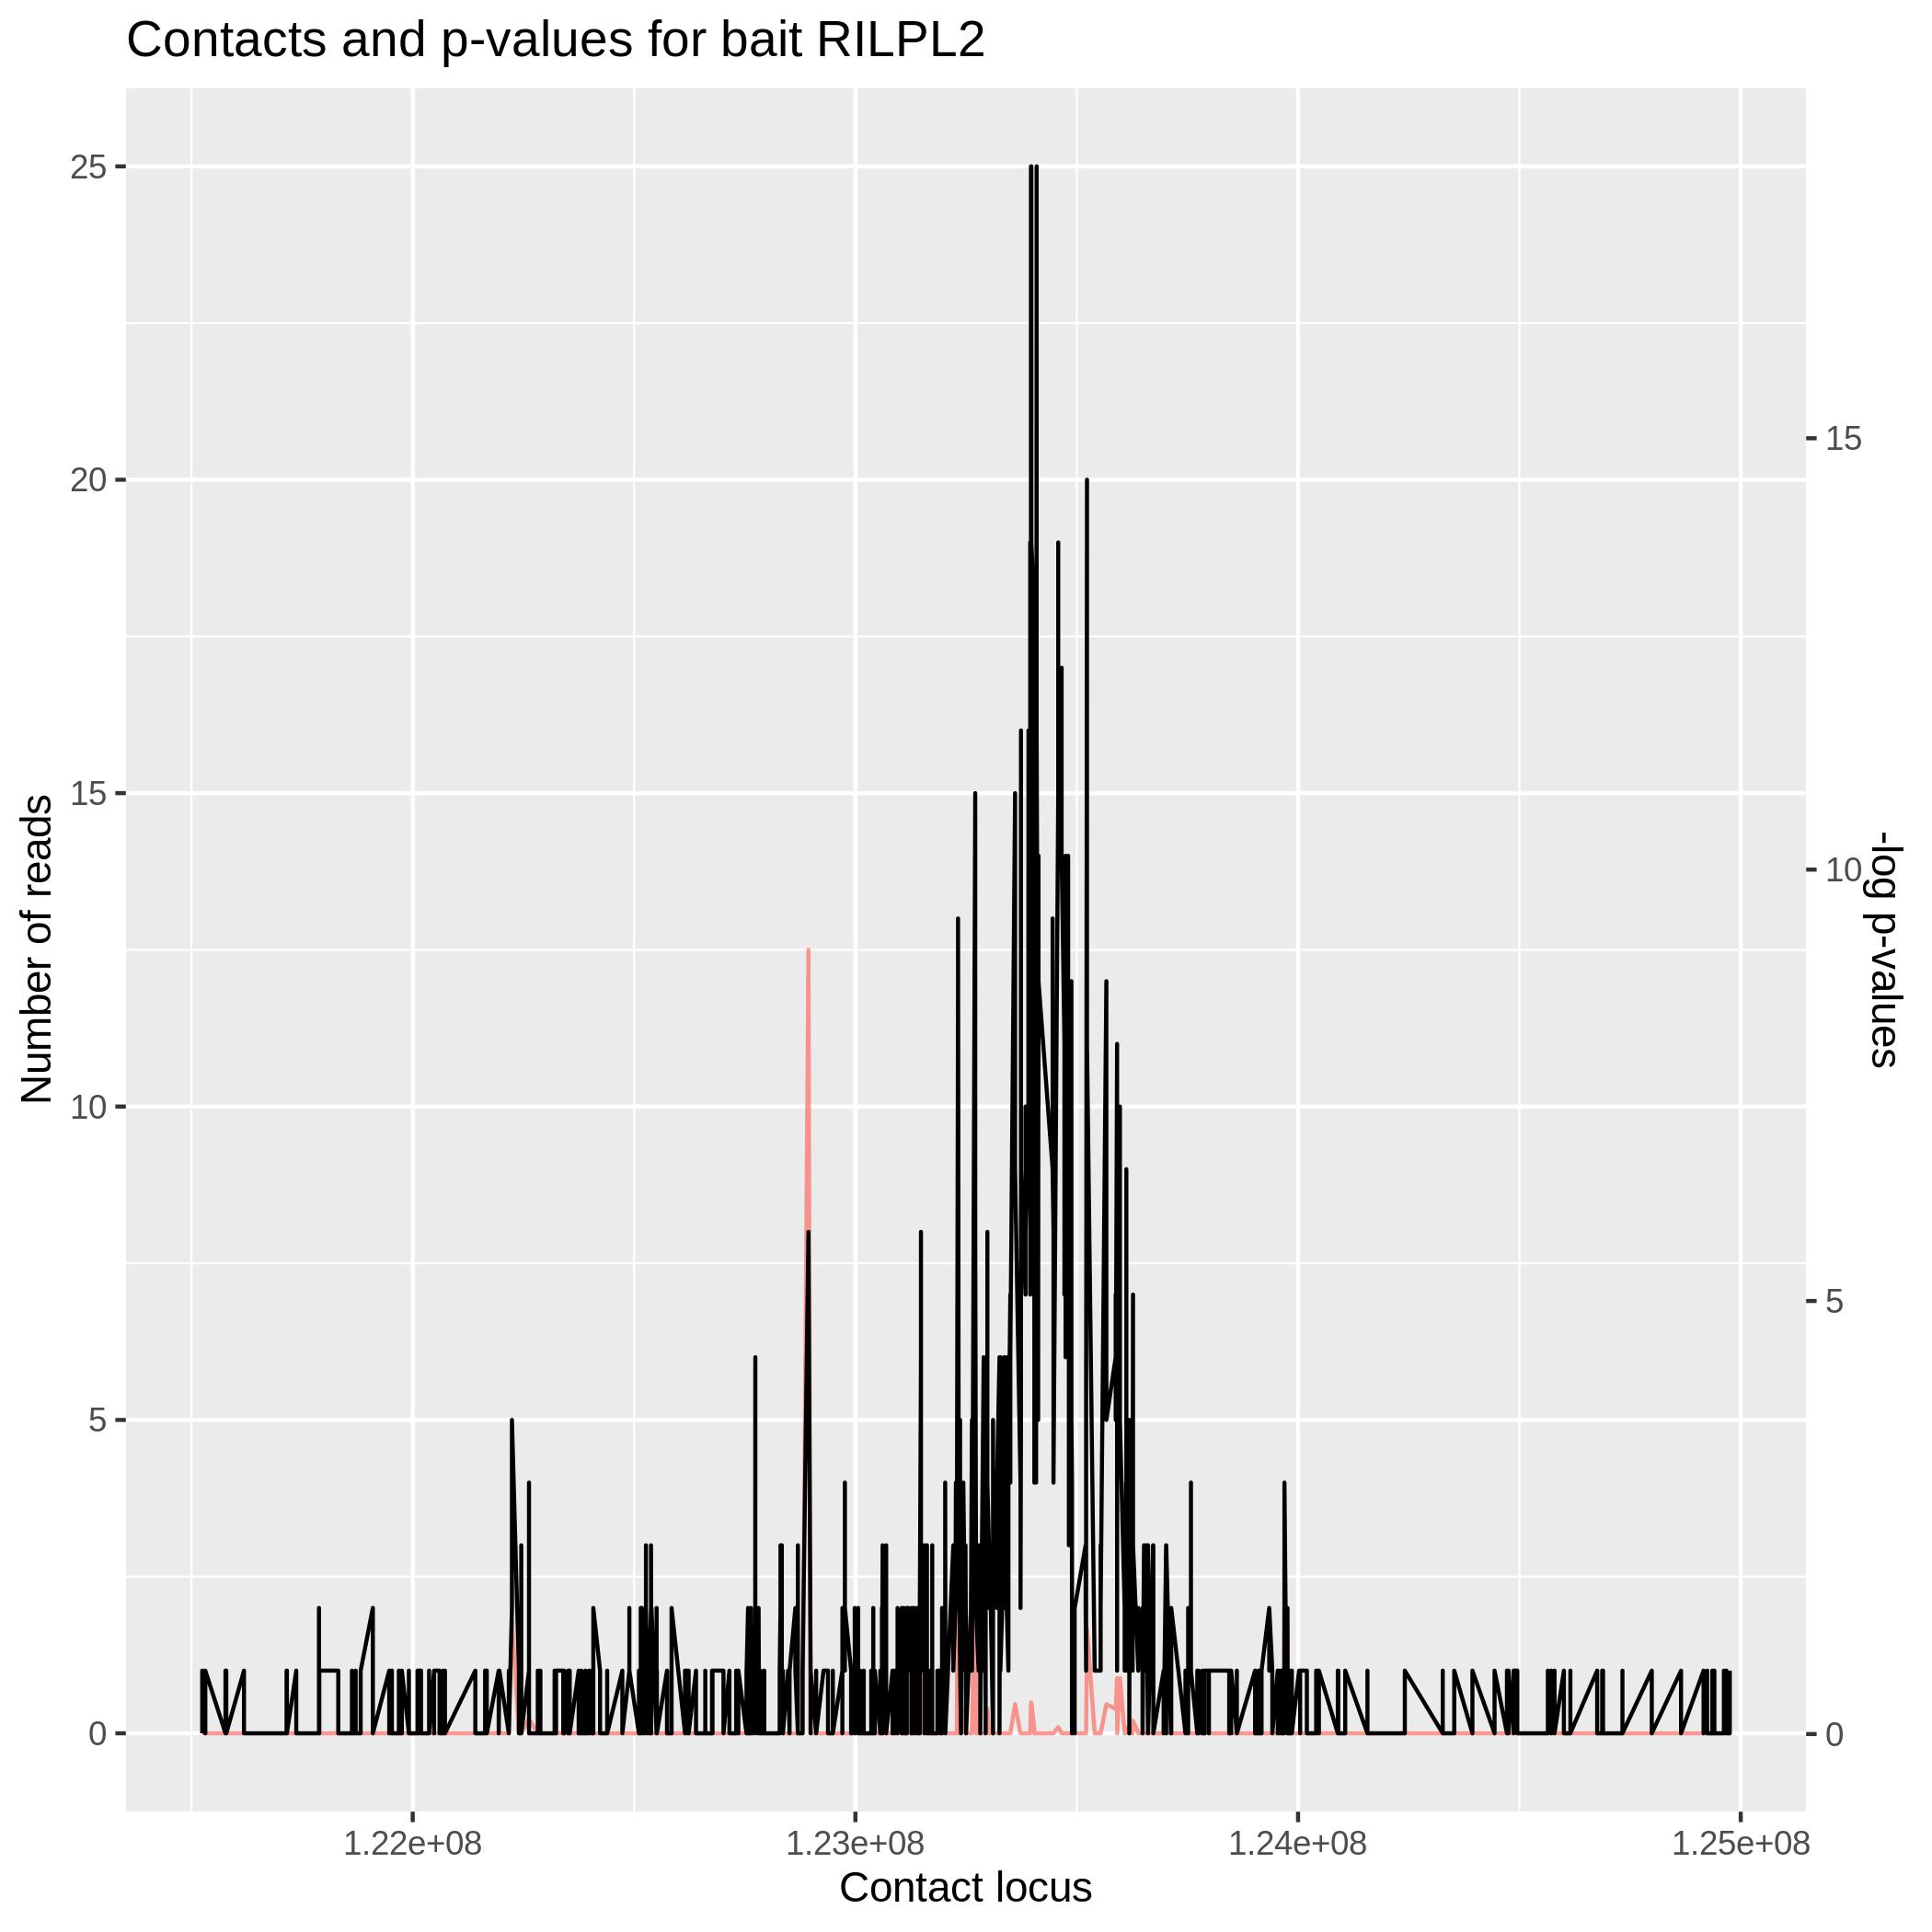 Contacts and p-values for bait RILPL2
25
20
15
10
5
0
Number of reads
15
10
5
0
-log p-values
1.22e+08
1.23e+08
1.24e+08
1.25e+08
Contact locus